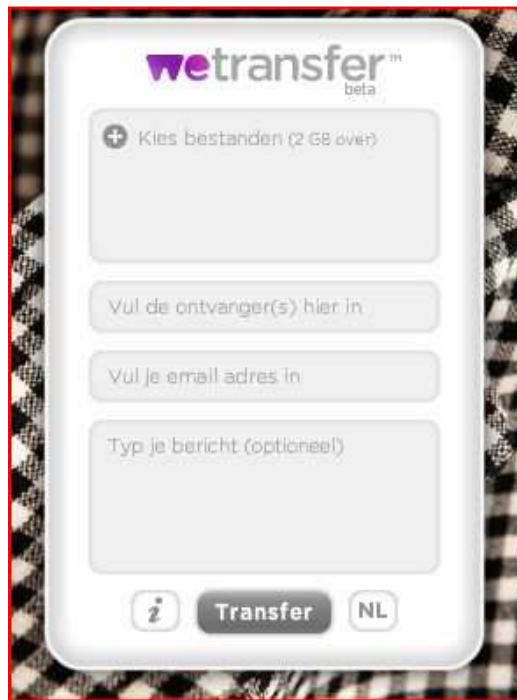 wetransfer™
beta
Kies bestanden (2 GB over)
Vul de ontvanger(s) hier in
Vul je email adres in
Typ je bericht (optioneel)
i Transfer NL